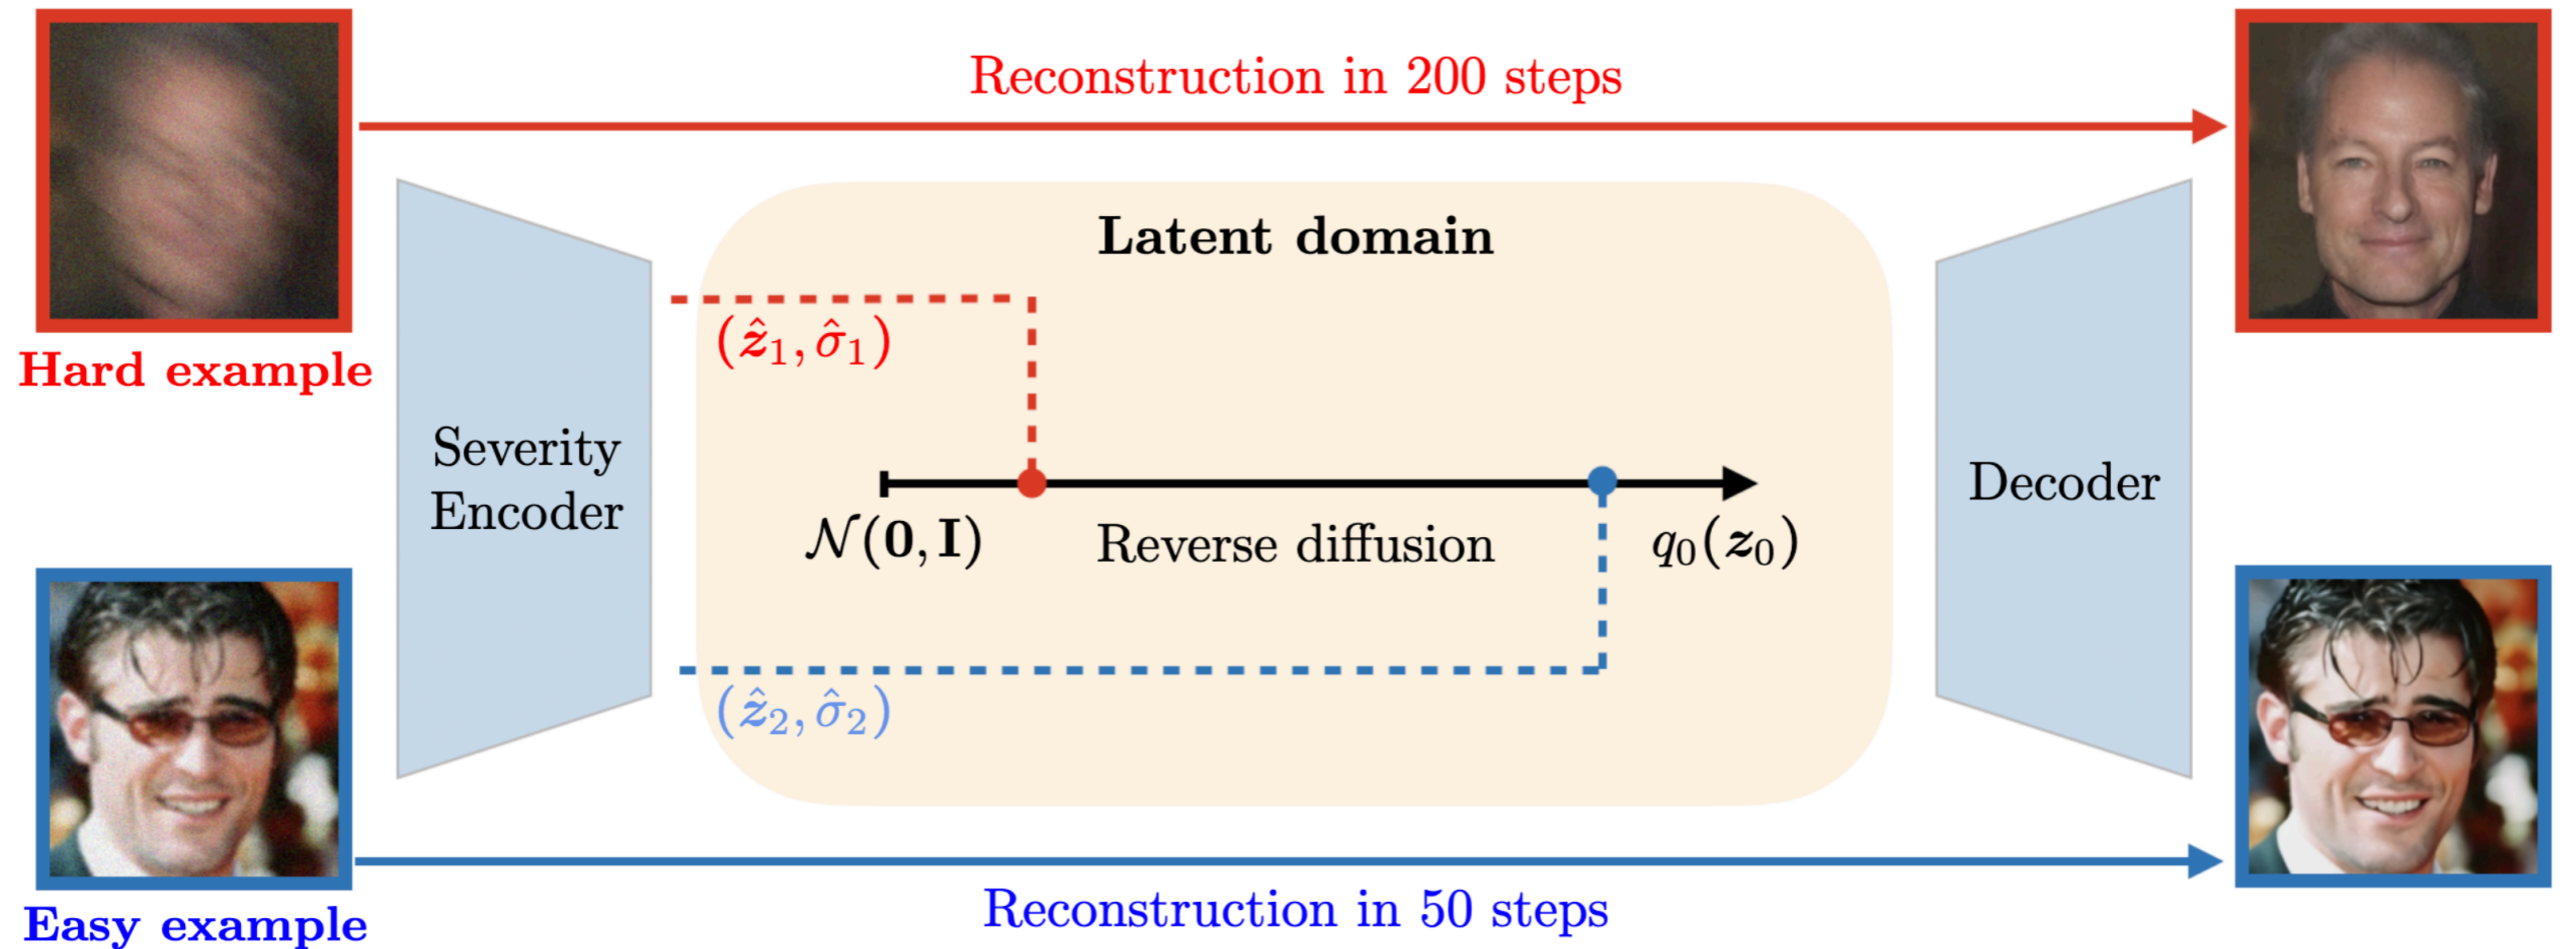 Reconstruction in 200 steps
Hard example
Latent domain
(ẑ₁, σ̂₁)
Severity
Encoder
𝒩(0, I)
Reverse diffusion
q₀(z₀)
Decoder
(ẑ₂, σ̂₂)
Easy example
Reconstruction in 50 steps